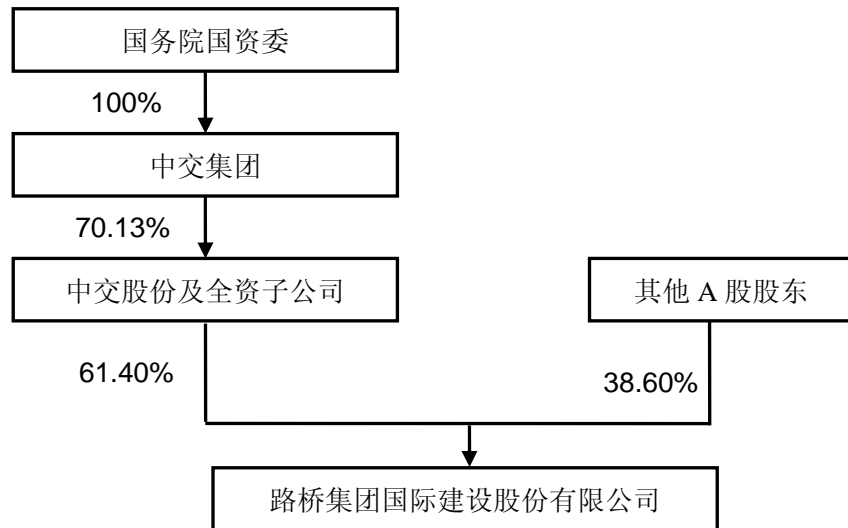 国务院国资委
100%
中交集团
70.13%
中交股份及全资子公司
其他 A 股股东
61.40%
38.60%
路桥集团国际建设股份有限公司